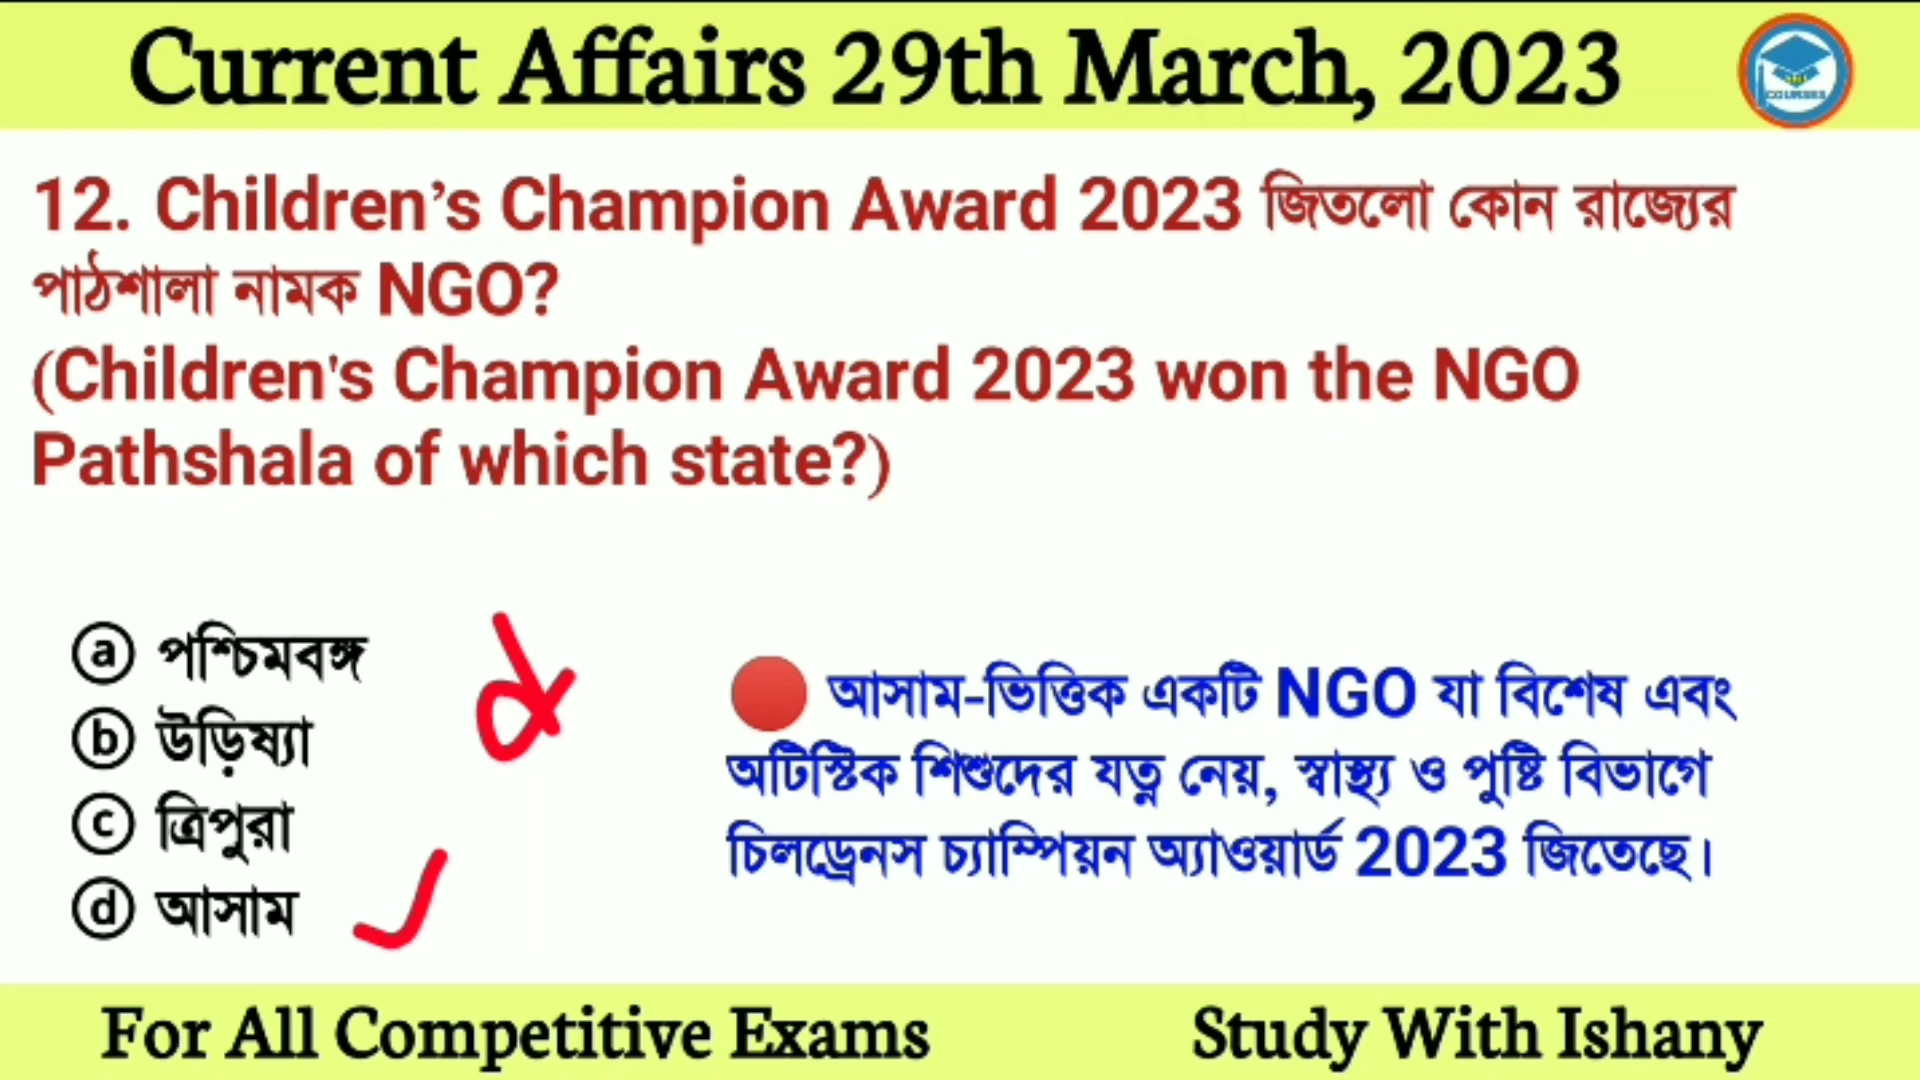 Current Affairs 29th March, 2023
COURSES
12. Children’s Champion Award 2023 জিতলো কোন রাজ্যের
পাঠশালা নামক NGO?
(Children's Champion Award 2023 won the NGO
Pathshala of which state?)
ⓐ পশ্চিমবঙ্গ
ⓑ উড়িষ্যা
ⓒ ত্রিপুরা
ⓓ আসাম
d
🔴 আসাম-ভিত্তিক একটি NGO যা বিশেষ এবং
অটিস্টিক শিশুদের যত্ন নেয়, স্বাস্থ্য ও পুষ্টি বিভাগে
চিলড্রেনস চ্যাম্পিয়ন অ্যাওয়ার্ড 2023 জিতেছে।
For All Competitive Exams
Study With Ishany